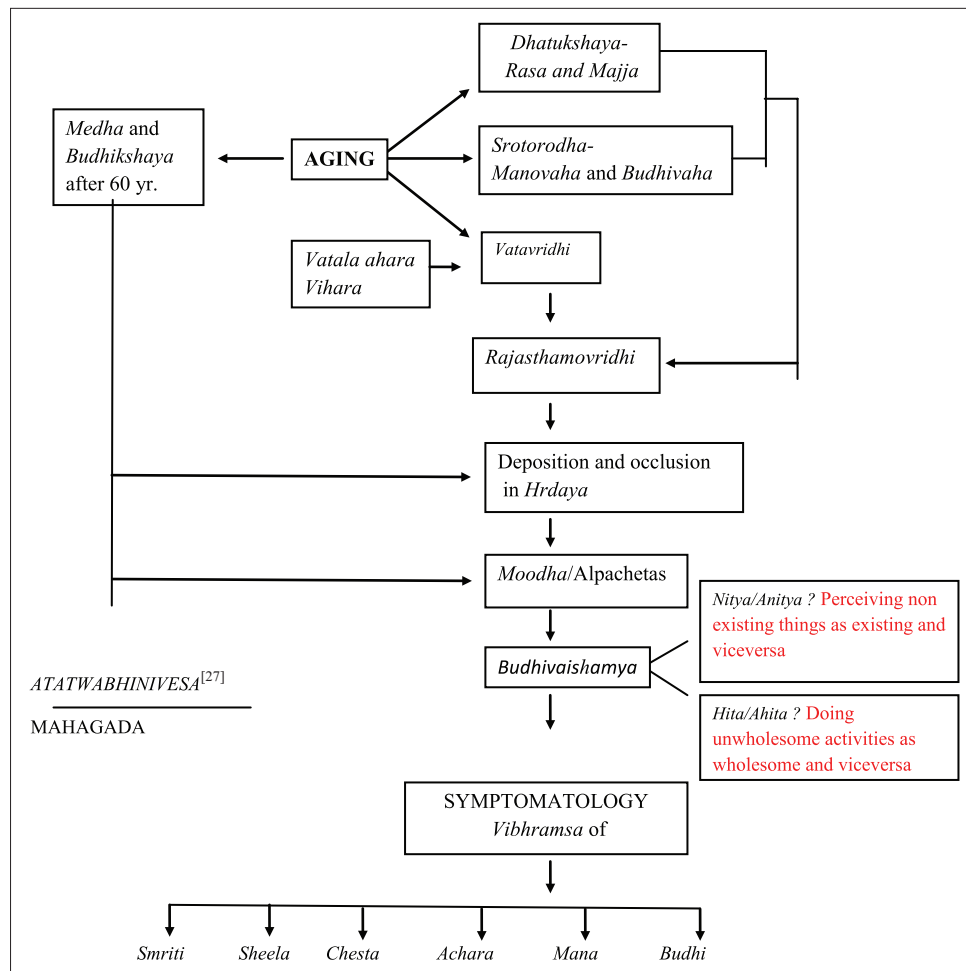 Dhatukshaya-
Rasa and Majja
Medha and
Budhikshaya
after 60 yr.
AGING
Srotorodha-
Manovaha and Budhivaha
Vatala ahara
Vihara
Vatavridhi
Rajasthamovridhi
Deposition and occlusion
in Hrdaya
Moodha/Alpachetas
Nitya/Anitya ? Perceiving non
existing things as existing and
viceversa
Budhivaishamya
ATATWABHINIVESA[27]
MAHAGADA
Hita/Ahita ? Doing
unwholesome activities as
wholesome and viceversa
SYMPTOMATOLOGY
Vibhramsa of
Smriti Sheela Chesta Achara Mana Budhi